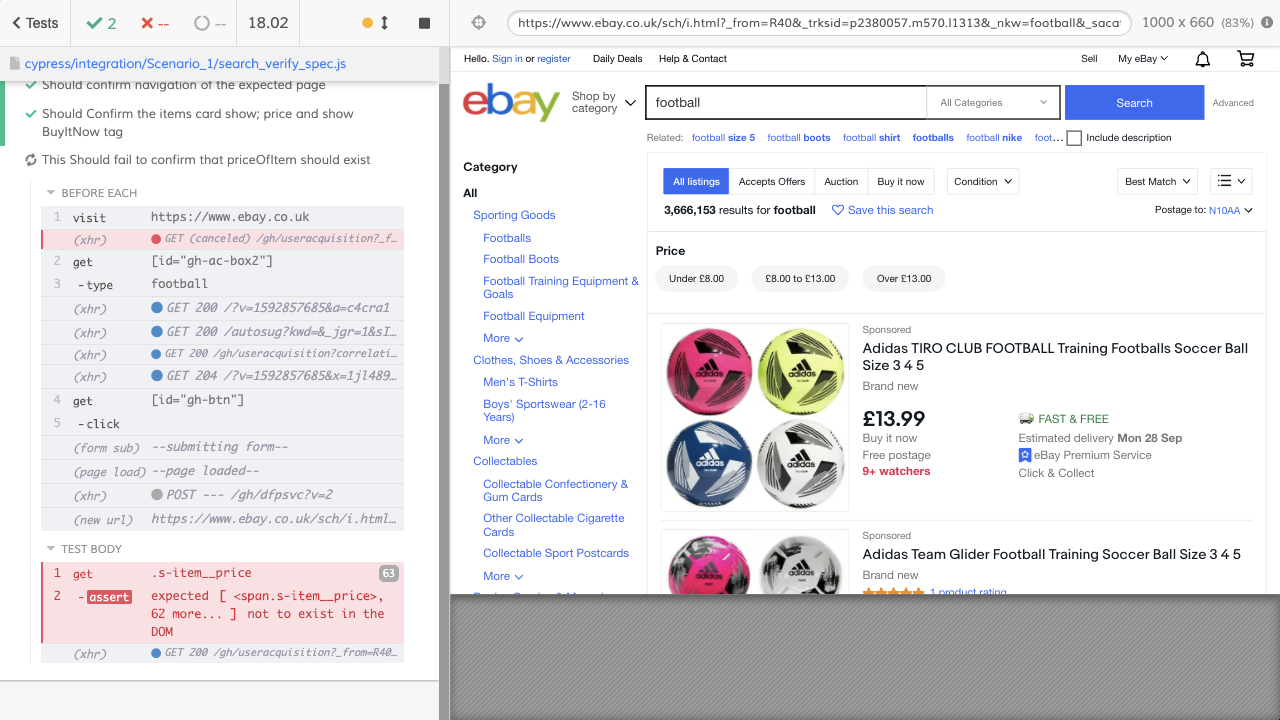 Tests
2
--
--
18.02
https://www.ebay.co.uk/sch/i.html?_from=R40&_trksid=p2380057.m570.l1313&_nkw=football&_saca
1000 x 660 (83%)
cypress/integration/Scenario_1/search_verify_spec.js
Should confirm navigation of the expected page
Should Confirm the items card show; price and show
BuyItNow tag
This Should fail to confirm that priceOfItem should exist
BEFORE EACH
1 visit https://www.ebay.co.uk
(xhr) GET (canceled) /gh/useracquisition?_f...
2 get [id="gh-ac-box2"]
3 -type football
(xhr) GET 200 /?v=1592857685&a=c4cra1
(xhr) GET 200 /autosug?kwd=&_jgr=1&sI...
(xhr) GET 200 /gh/useracquisition?correlati...
(xhr) GET 204 /?v=1592857685&x=1jl489...
4 get [id="gh-btn"]
5 -click
(form sub) --submitting form--
(page load) --page loaded--
(xhr) POST --- /gh/dfpsvc?v=2
(new url) https://www.ebay.co.uk/sch/i.html...
TEST BODY
1 get .s-item__price 63
2 -assert expected [ <span.s-item__price>,
62 more... ] not to exist in the
DOM
(xhr) GET 200 /gh/useracquisition?_from=R40...
Hello. Sign in or register
Daily Deals
Help & Contact
Sell
My eBay
ebay
Shop by
category
football
All Categories
Search
Advanced
Related: football size 5 football boots football shirt footballs football nike foot...
Include description
Category
All
Sporting Goods
Footballs
Football Boots
Football Training Equipment &
Goals
Football Equipment
More
Clothes, Shoes & Accessories
Men's T-Shirts
Boys' Sportswear (2-16
Years)
More
Collectables
Collectable Confectionery &
Gum Cards
Other Collectable Cigarette
Cards
Collectable Sport Postcards
More
All listings
Accepts Offers
Auction
Buy it now
Condition
Best Match
3,666,153 results for football
Save this search
Postage to: N10AA
Price
Under £8.00
£8.00 to £13.00
Over £13.00
adidas
adidas
adidas
adidas
Sponsored
Adidas TIRO CLUB FOOTBALL Training Footballs Soccer Ball
Size 3 4 5
Brand new
£13.99
Buy it now
Free postage
9+ watchers
FAST & FREE
Estimated delivery Mon 28 Sep
eBay Premium Service
Click & Collect
Sponsored
Adidas Team Glider Football Training Soccer Ball Size 3 4 5
Brand new
1 product rating